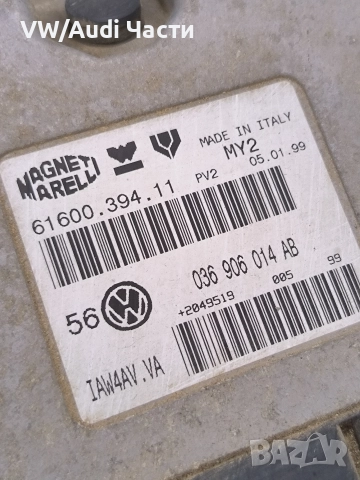 VW/Audi Части
MAGNETI MARELLI
MADE IN ITALY
MY2
61600.394.11 PV2 05.01.99
56 036 906 014 AB
+2049519 005 99
IAW4AV.VA
BAZAR